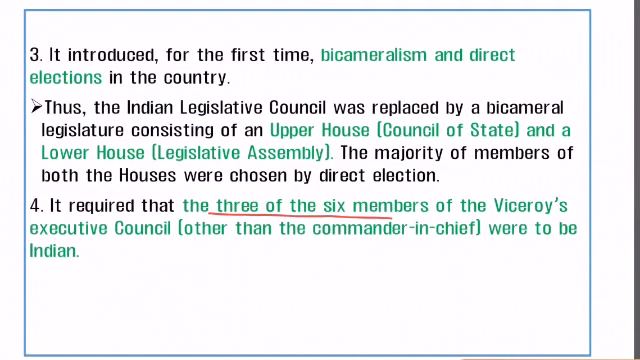 3. It introduced, for the first time, bicameralism and direct
elections in the country.
➢Thus, the Indian Legislative Council was replaced by a bicameral
legislature consisting of an Upper House (Council of State) and a
Lower House (Legislative Assembly). The majority of members of
both the Houses were chosen by direct election.
4. It required that the three of the six members of the Viceroy's
executive Council (other than the commander-in-chief) were to be
Indian.